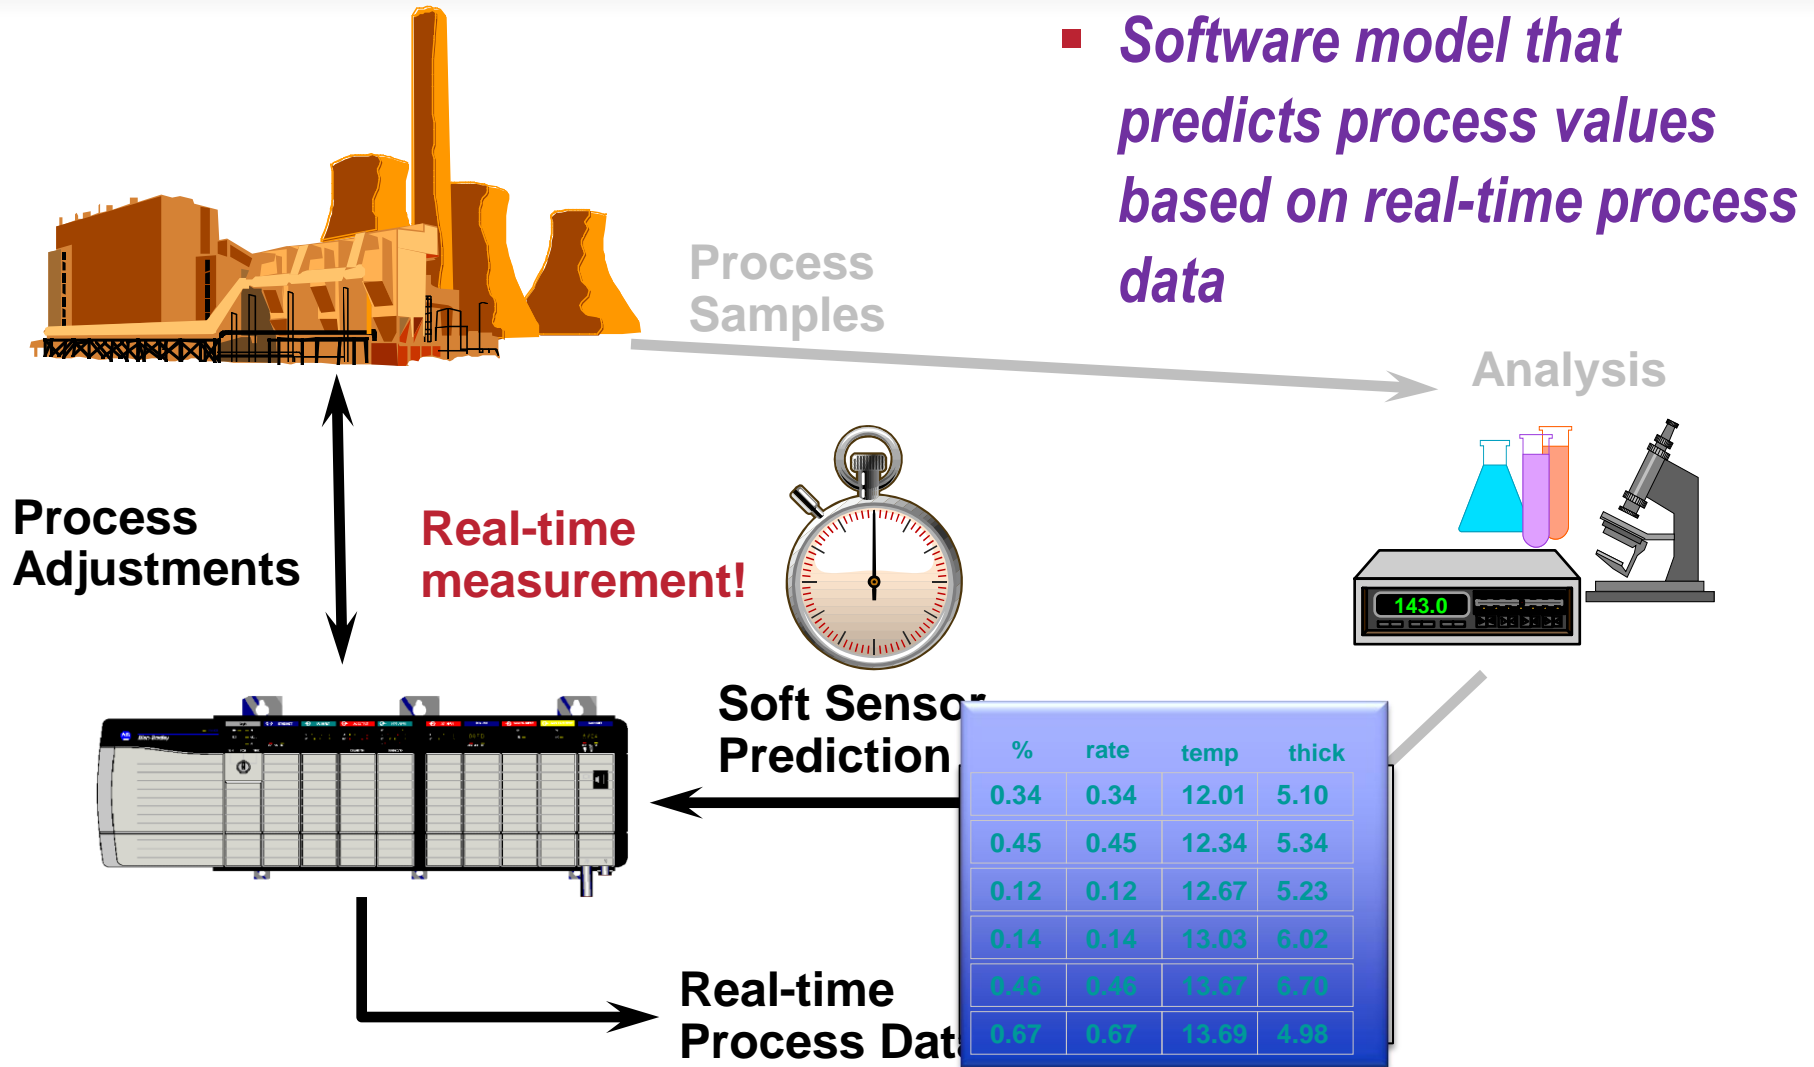 Software model that
predicts process values
based on real-time process
data
Process
Samples
Analysis
Process
Adjustments
Real-time
measurement!
143.0
Soft Sensor
Prediction
% rate temp thick
0.34 0.34 12.01 5.10
0.45 0.45 12.34 5.34
0.12 0.12 12.67 5.23
0.14 0.14 13.03 6.02
0.46 0.46 13.67 6.70
0.67 0.67 13.69 4.98
Real-time
Process Data